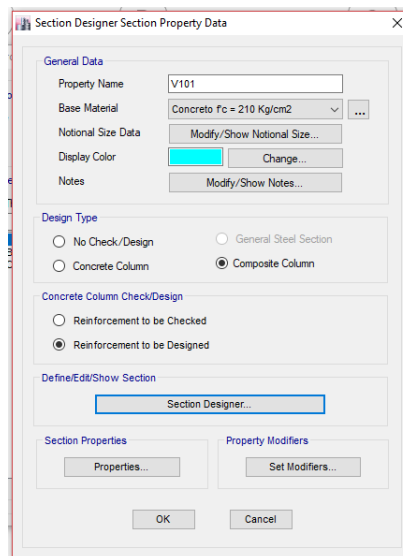 Section Designer Section Property Data
General Data
Property Name V101
Base Material Concreto f'c = 210 Kg/cm2 ...
Notional Size Data Modify/Show Notional Size...
Display Color Change...
Notes Modify/Show Notes...
Design Type
No Check/Design General Steel Section
Concrete Column Composite Column
Concrete Column Check/Design
Reinforcement to be Checked
Reinforcement to be Designed
Define/Edit/Show Section
Section Designer...
Section Properties Property Modifiers
Properties... Set Modifiers...
OK Cancel